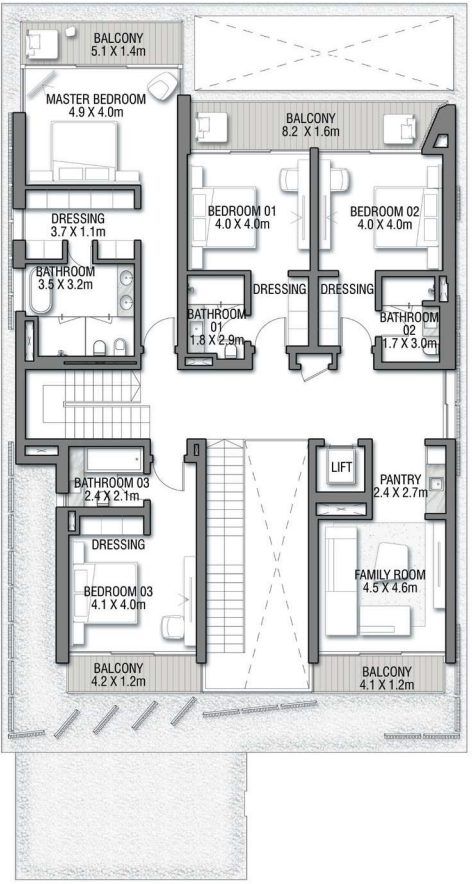 BALCONY
5.1 X 1.4m
MASTER BEDROOM
4.9 X 4.0m
BALCONY
8.2 X 1.6m
DRESSING
3.7 X 1.1m
BEDROOM 01
4.0 X 4.0m
BEDROOM 02
4.0 X 4.0m
BATHROOM
3.5 X 3.2m
DRESSING
DRESSING
BATHROOM
01
1.8 X 2.9m
BATHROOM
02
1.7 X 3.0m
LIFT
BATHROOM 03
2.4 X 2.1m
PANTRY
2.4 X 2.7m
DRESSING
BEDROOM 03
4.1 X 4.0m
FAMILY ROOM
4.5 X 4.6m
BALCONY
4.2 X 1.2m
BALCONY
4.1 X 1.2m